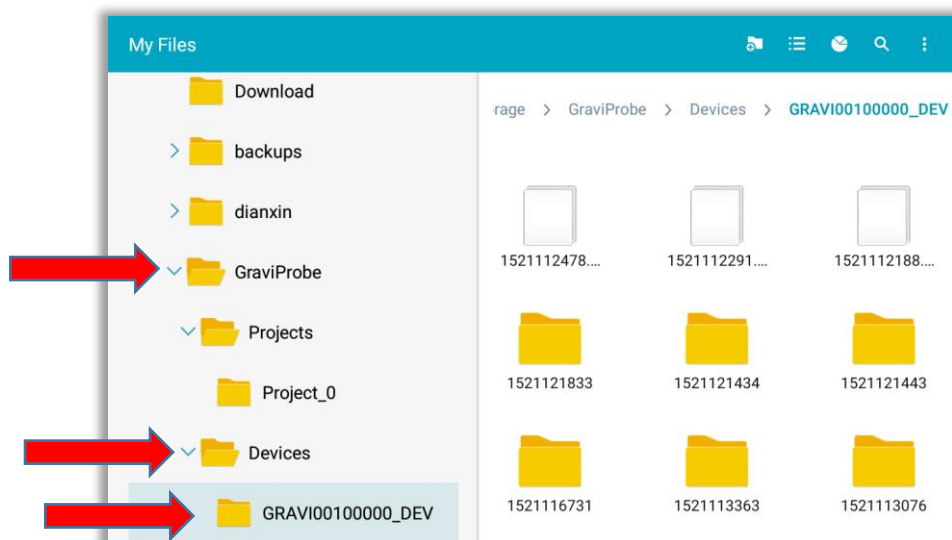 My Files
Download
backups
dianxin
GraviProbe
Projects
Project_0
Devices
GRAVI00100000_DEV
rage > GraviProbe > Devices > GRAVI00100000_DEV
1521112478.... 1521112291.... 1521112188....
1521121833 1521121434 1521121443
1521116731 1521113363 1521113076